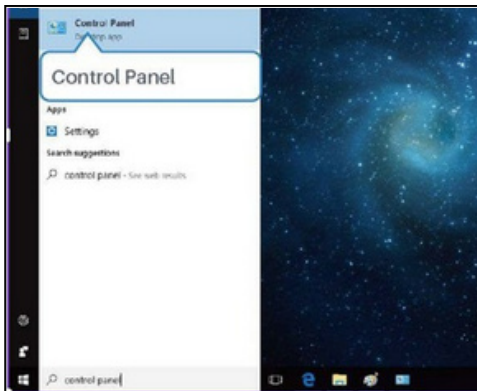 Control Panel
Desktop app
Control Panel
Apps
Settings
Search suggestions
control panel - See web results
control panel